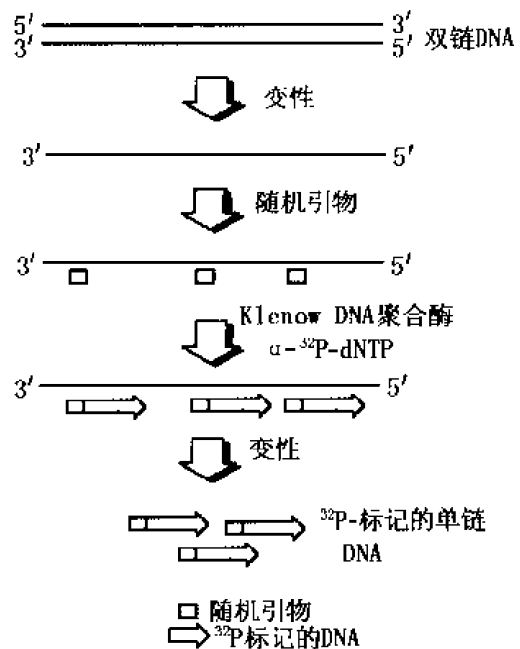 5′ 3′
3′ 5′ 双链DNA
变性
3′ 5′
随机引物
3′ 5′
Klenow DNA聚合酶
α-³²P-dNTP
3′ 5′
变性
³²P-标记的单链
DNA
随机引物
³²P标记的DNA